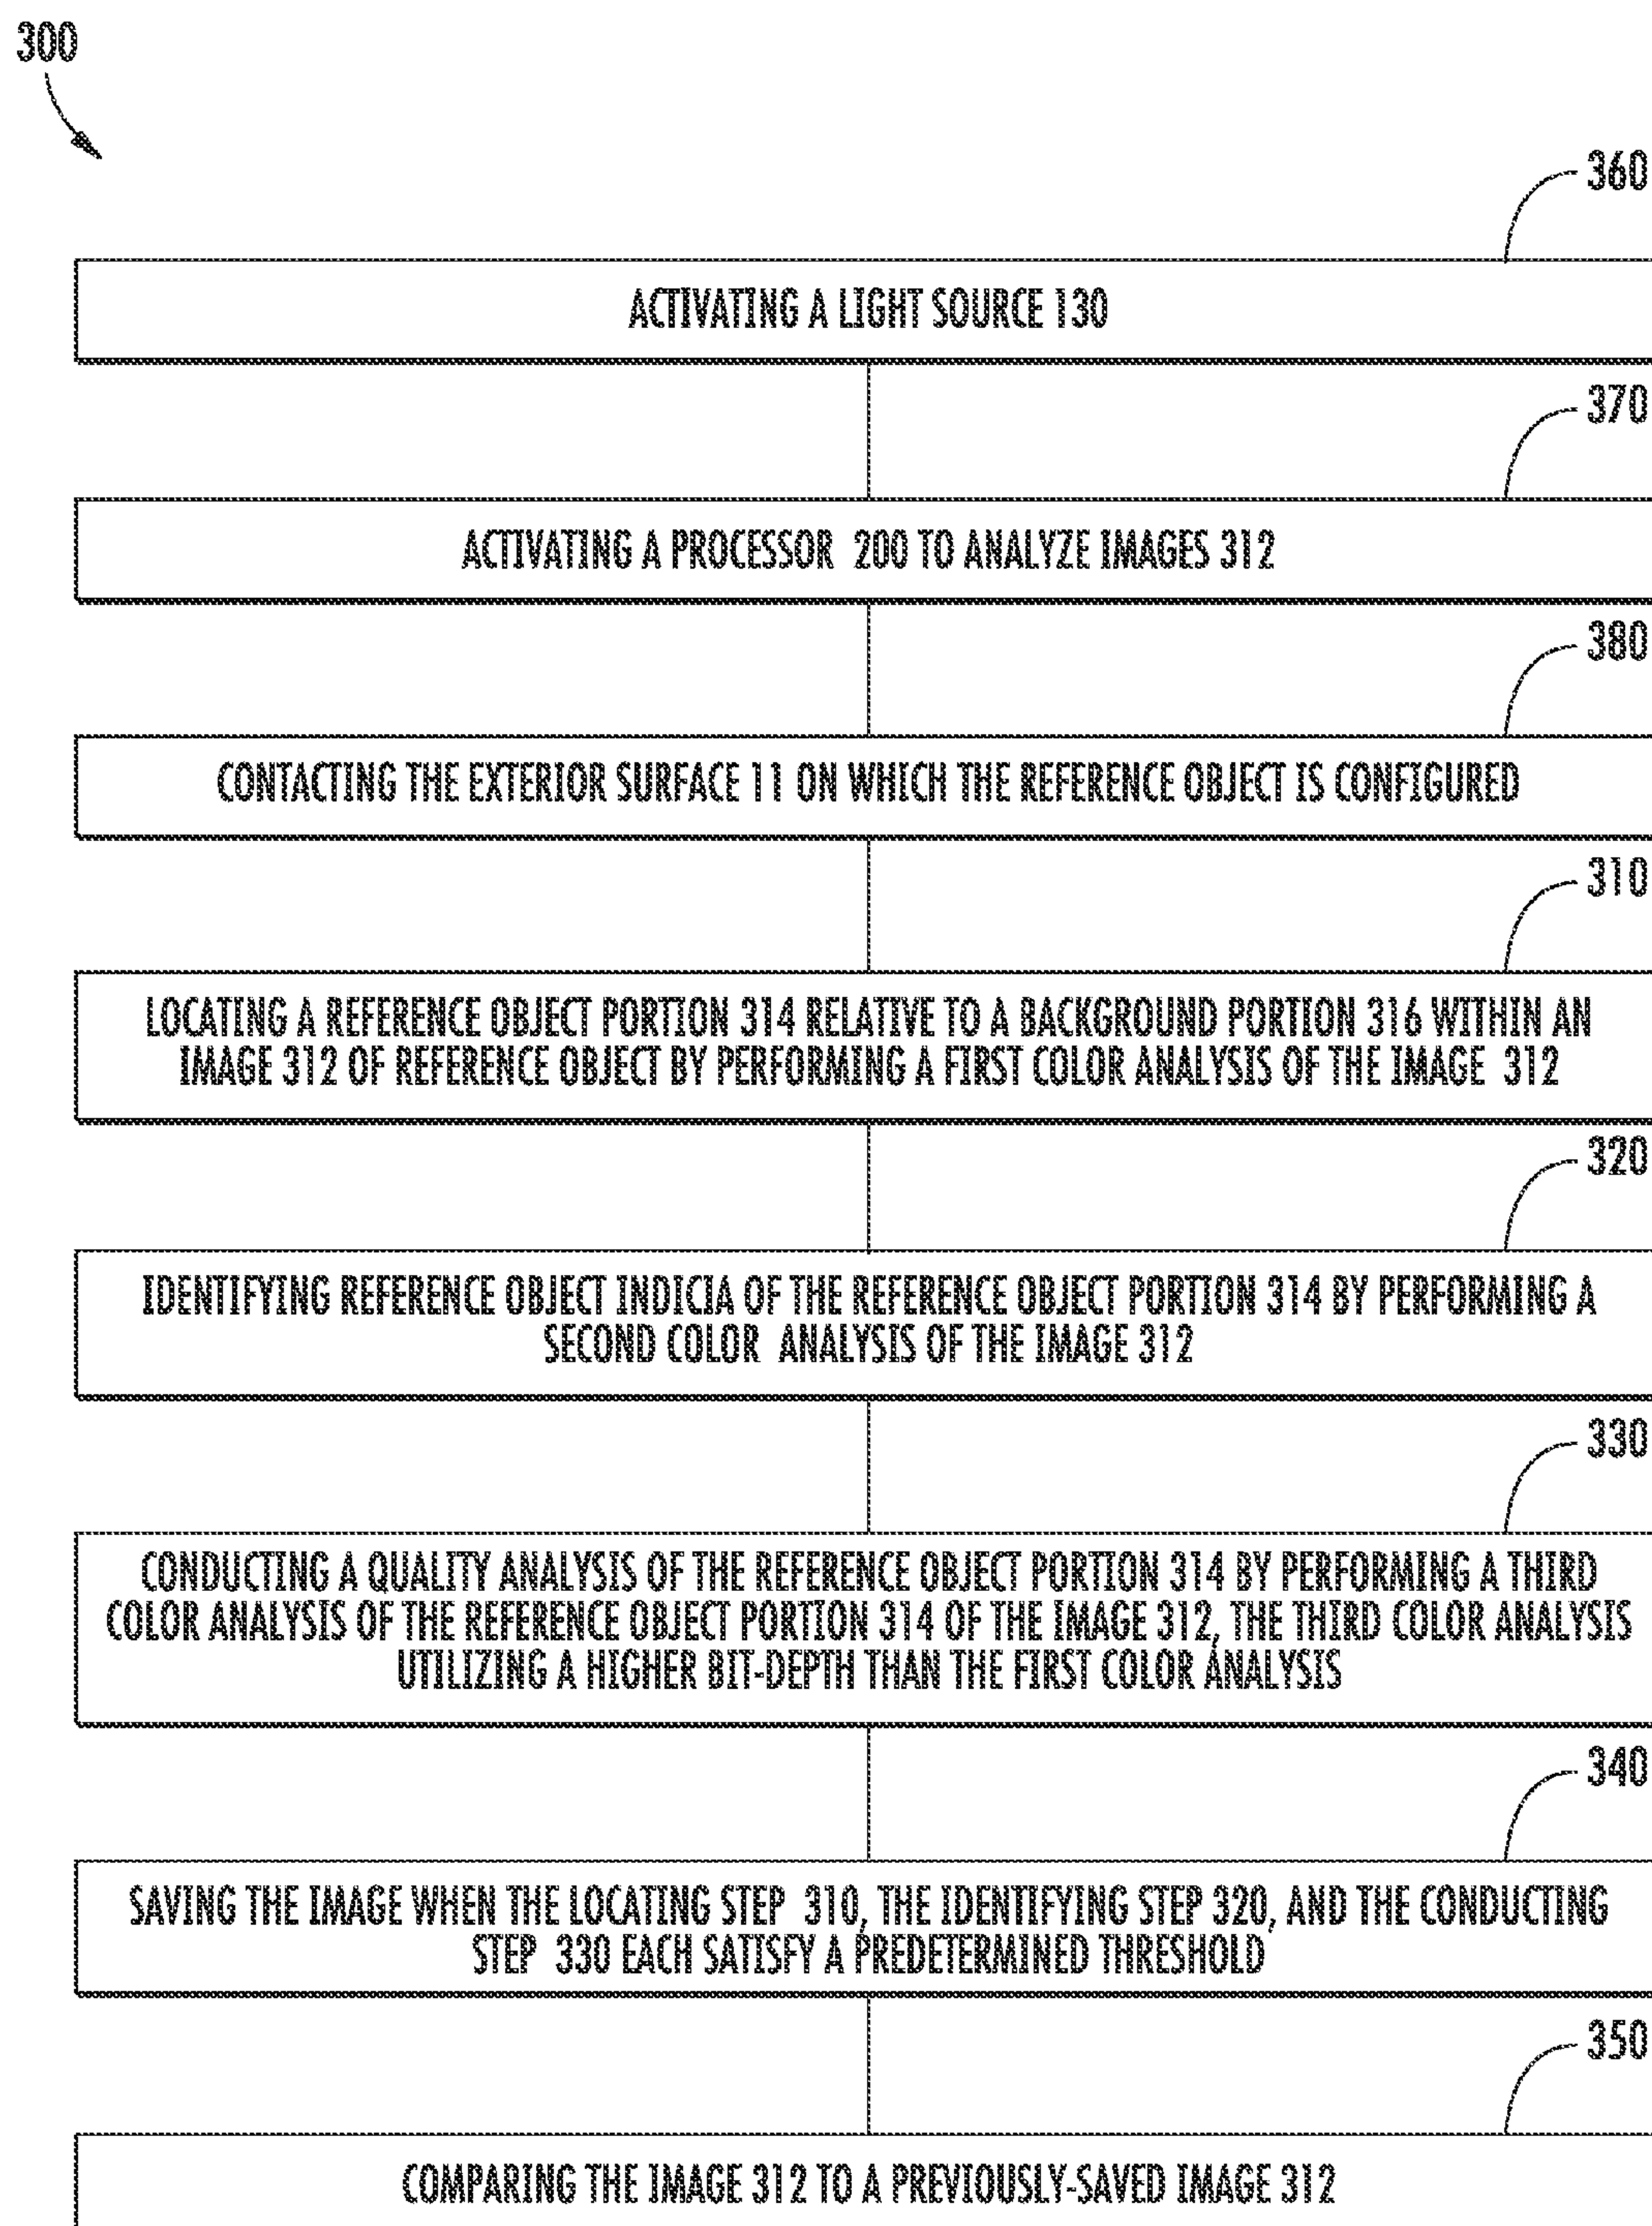 300
360
ACTIVATING A LIGHT SOURCE 130
370
ACTIVATING A PROCESSOR 200 TO ANALYZE IMAGES 312
380
CONTACTING THE EXTERIOR SURFACE 11 ON WHICH THE REFERENCE OBJECT IS CONFIGURED
310
LOCATING A REFERENCE OBJECT PORTION 314 RELATIVE TO A BACKGROUND PORTION 316 WITHIN AN
IMAGE 312 OF REFERENCE OBJECT BY PERFORMING A FIRST COLOR ANALYSIS OF THE IMAGE 312
320
IDENTIFYING REFERENCE OBJECT INDICIA OF THE REFERENCE OBJECT PORTION 314 BY PERFORMING A
SECOND COLOR ANALYSIS OF THE IMAGE 312
330
CONDUCTING A QUALITY ANALYSIS OF THE REFERENCE OBJECT PORTION 314 BY PERFORMING A THIRD
COLOR ANALYSIS OF THE REFERENCE OBJECT PORTION 314 OF THE IMAGE 312, THE THIRD COLOR ANALYSIS
UTILIZING A HIGHER BIT-DEPTH THAN THE FIRST COLOR ANALYSIS
340
SAVING THE IMAGE WHEN THE LOCATING STEP 310, THE IDENTIFYING STEP 320, AND THE CONDUCTING
STEP 330 EACH SATISFY A PREDETERMINED THRESHOLD
350
COMPARING THE IMAGE 312 TO A PREVIOUSLY-SAVED IMAGE 312